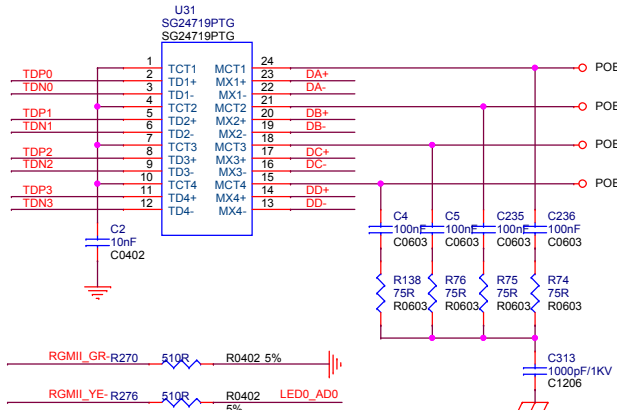 U31
SG24719PTG
SG24719PTG
1 TCT1 MCT1 24 POE
TDP0 2 TD1+ MX1+ 23 DA+
TDN0 3 TD1- MX1- 22 DA-
4 TCT2 MCT2 21 POE
TDP1 5 TD2+ MX2+ 20 DB+
TDN1 6 TD2- MX2- 19 DB-
7 TCT3 MCT3 18 POE
TDP2 8 TD3+ MX3+ 17 DC+
TDN2 9 TD3- MX3- 16 DC-
10 TCT4 MCT4 15 POE
TDP3 11 TD4+ MX4+ 14 DD+
TDN3 12 TD4- MX4- 13 DD-
C2
10nF
C0402
C4 C5 C235 C236
100nF 100nF 100nF 100nF
C0603 C0603 C0603 C0603
R138 R76 R75 R74
75R 75R 75R 75R
R0603 R0603 R0603 R0603
RGMII_GR- R270 510R R0402 5%
C313
1000pF/1KV
C1206
RGMII_YE- R276 510R R0402 LED0_AD0
5%